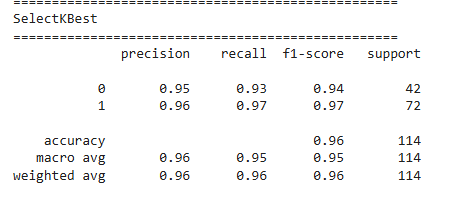 ==================================================
SelectKBest
==================================================
precision recall f1-score support
0 0.95 0.93 0.94 42
1 0.96 0.97 0.97 72
accuracy 0.96 114
macro avg 0.96 0.95 0.95 114
weighted avg 0.96 0.96 0.96 114